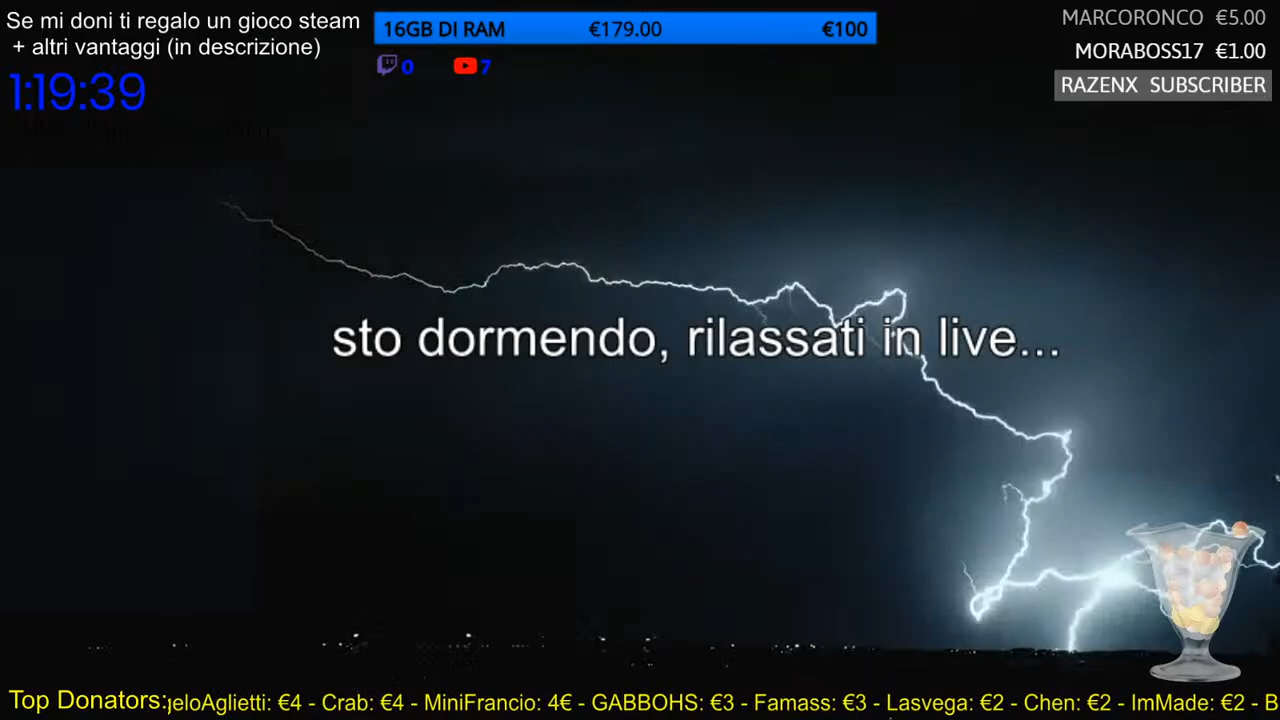 Se mi doni ti regalo un gioco steam
+ altri vantaggi (in descrizione)
1:19:39
16GB DI RAM €179.00 €100
0 7
MARCORONCO €5.00
MORABOSS17 €1.00
RAZENX SUBSCRIBER
sto dormendo, rilassati in live...
Top Donators: geloAglietti: €4 - Crab: €4 - MiniFrancio: 4€ - GABBOHS: €3 - Famass: €3 - Lasvega: €2 - Chen: €2 - ImMade: €2 - B